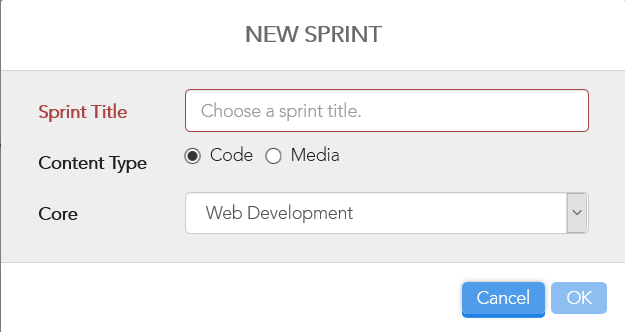 NEW SPRINT
Sprint Title Choose a sprint title.
Content Type Code Media
Core Web Development
Cancel OK